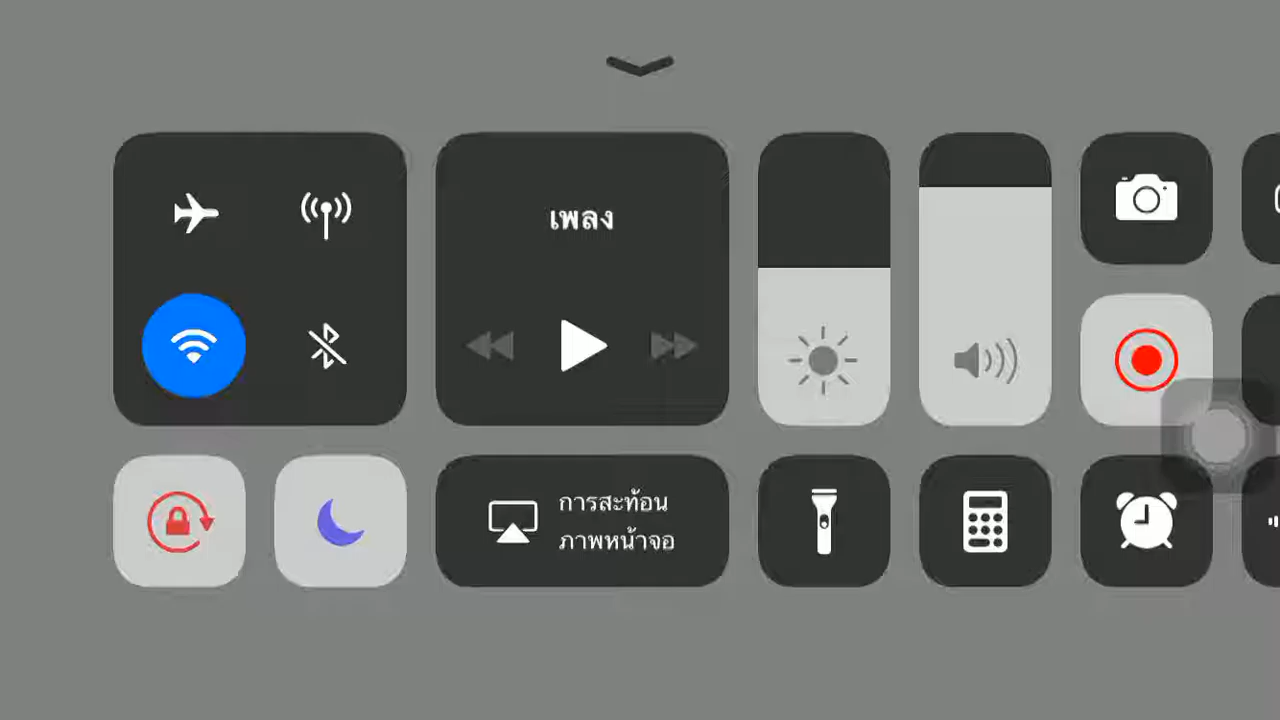 เพลง
การสะท้อน
ภาพหน้าจอ